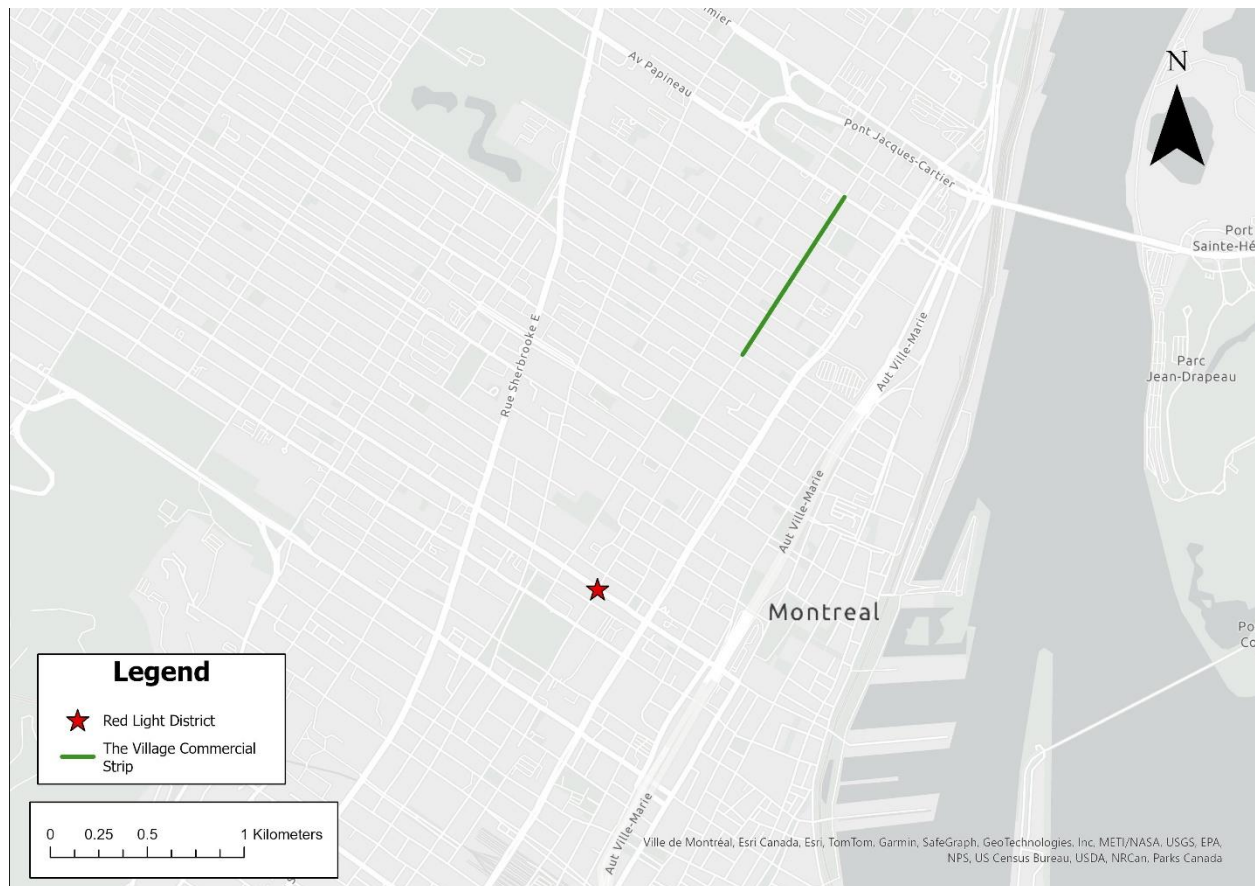 mier
Av Papineau
N
Pont Jacques-Cartier
Port
Sainte-Hé
Rue Sherbrooke E
Aut Ville-Marie
Parc
Jean-Drapeau
Aut Ville-Marie
Montreal
Po
Co
Legend
Red Light District
The Village Commercial
Strip
Aut Ville-Marie
0 0.25 0.5 1 Kilometers
Ville de Montréal, Esri Canada, Esri, TomTom, Garmin, SafeGraph, GeoTechnologies, Inc, METI/NASA, USGS, EPA,
NPS, US Census Bureau, USDA, NRCan, Parks Canada